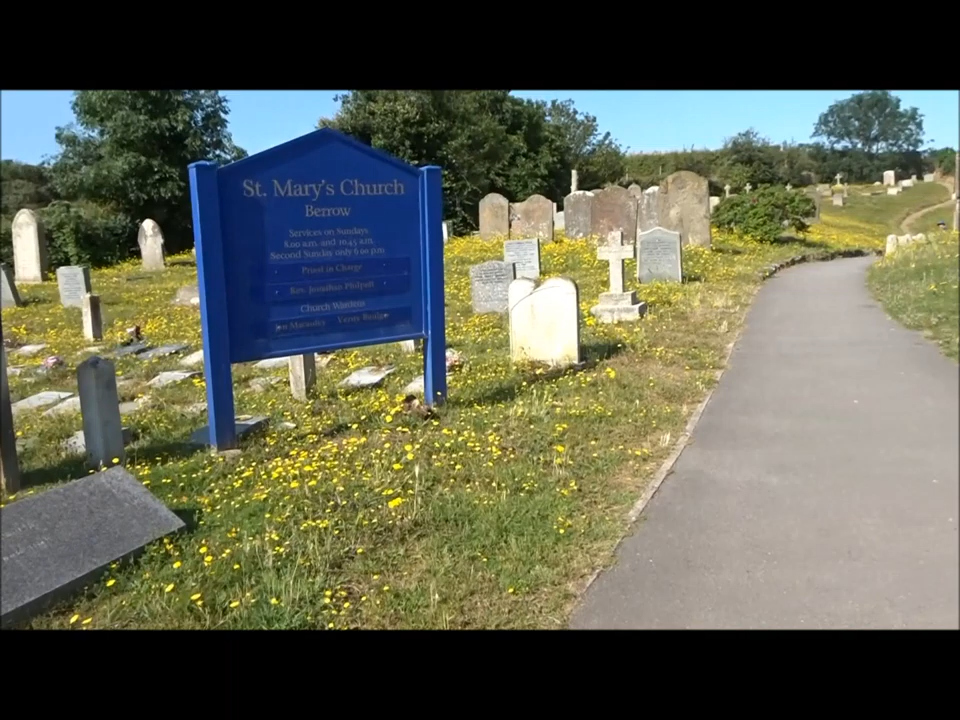 St. Mary's Church
Berrow
Services on Sundays
8.00 a.m. and 10.45 a.m.
Second Sunday only 6.00 p.m.
Priest in Charge
Rev. Jonathan Philpott
Church Wardens